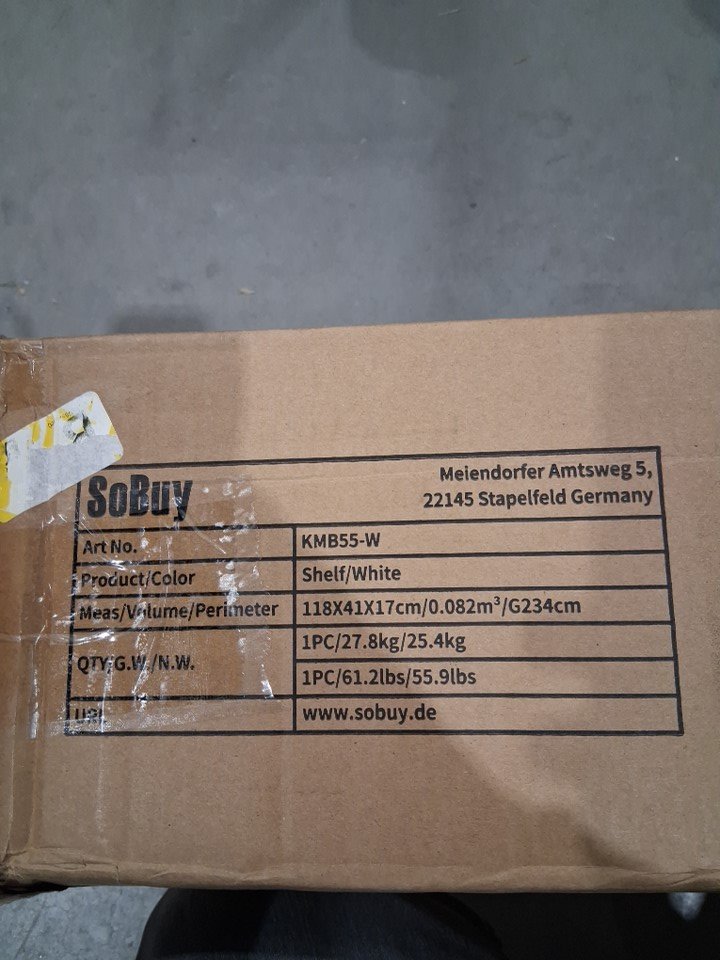 SoBuy
Meiendorfer Amtsweg 5,
22145 Stapelfeld Germany
Art No. KMB55-W
Product/Color Shelf/White
Meas/Volume/Perimeter 118X41X17cm/0.082m³/G234cm
QTY/G.W./N.W. 1PC/27.8kg/25.4kg
1PC/61.2lbs/55.9lbs
URL www.sobuy.de